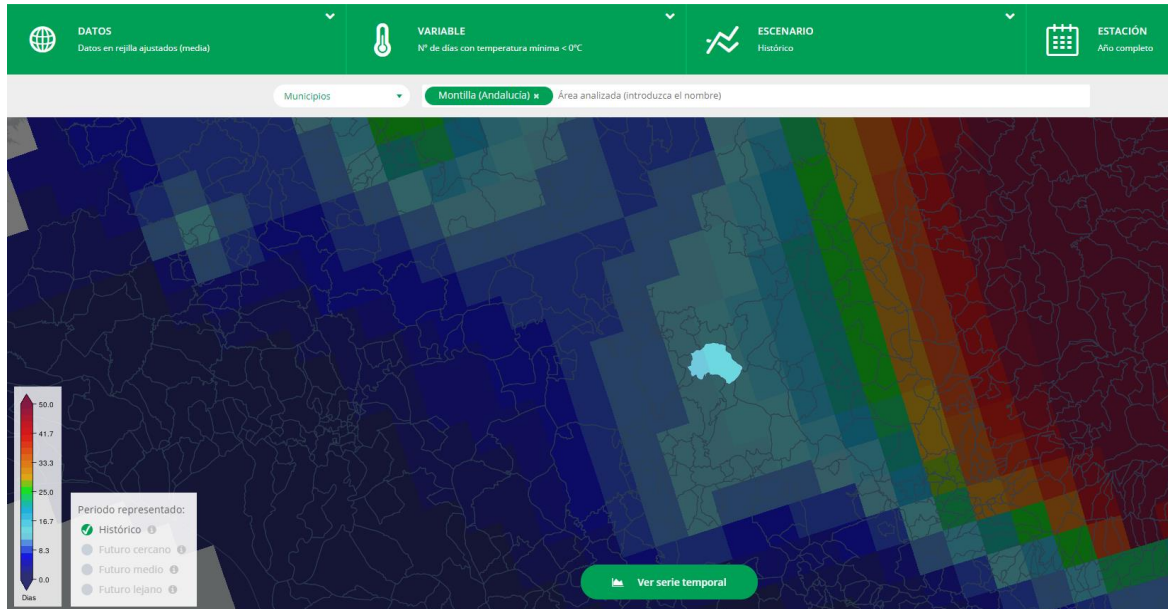 DATOS
Datos en rejilla ajustados (media)
VARIABLE
Nº de días con temperatura mínima < 0ºC
ESCENARIO
Histórico
ESTACIÓN
Año completo
Municipios
Montilla (Andalucía) ×
Área analizada (introduzca el nombre)
50.0
41.7
33.3
25.0
16.7
8.3
0.0
Dias
Periodo representado:
Histórico
Futuro cercano
Futuro medio
Futuro lejano
Ver serie temporal